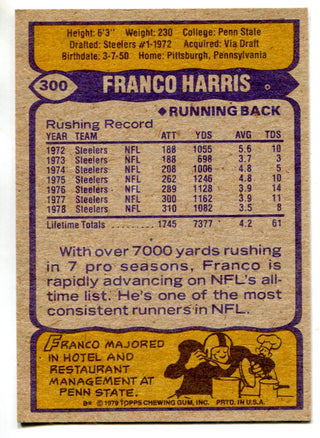 Height: 6'3" Weight: 230 College: Penn State
Drafted: Steelers #1-1972 Acquired: Via Draft
Birthdate: 3-7-50 Home: Pittsburgh, Pennsylvania
300 FRANCO HARRIS
RUNNING BACK
Rushing Record
YEAR TEAM ATT YDS AVG TDS
1972 Steelers NFL 188 1055 5.6 10
1973 Steelers NFL 188 698 3.7 3
1974 Steelers NFL 208 1006 4.8 5
1975 Steelers NFL 262 1246 4.8 10
1976 Steelers NFL 289 1128 3.9 14
1977 Steelers NFL 300 1162 3.9 11
1978 Steelers NFL 310 1082 3.5 8
Lifetime Totals 1745 7377 4.2 61
With over 7000 yards rushing
in 7 pro seasons, Franco is
rapidly advancing on NFL's all-
time list. He's one of the most
consistent runners in NFL.
FRANCO MAJORED
IN HOTEL AND
RESTAURANT
MANAGEMENT AT
PENN STATE.
© 1979 TOPPS CHEWING GUM, INC. PRTD. IN U.S.A.